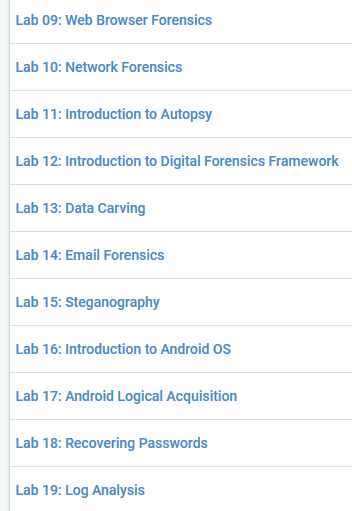 Lab 09: Web Browser Forensics
Lab 10: Network Forensics
Lab 11: Introduction to Autopsy
Lab 12: Introduction to Digital Forensics Framework
Lab 13: Data Carving
Lab 14: Email Forensics
Lab 15: Steganography
Lab 16: Introduction to Android OS
Lab 17: Android Logical Acquisition
Lab 18: Recovering Passwords
Lab 19: Log Analysis